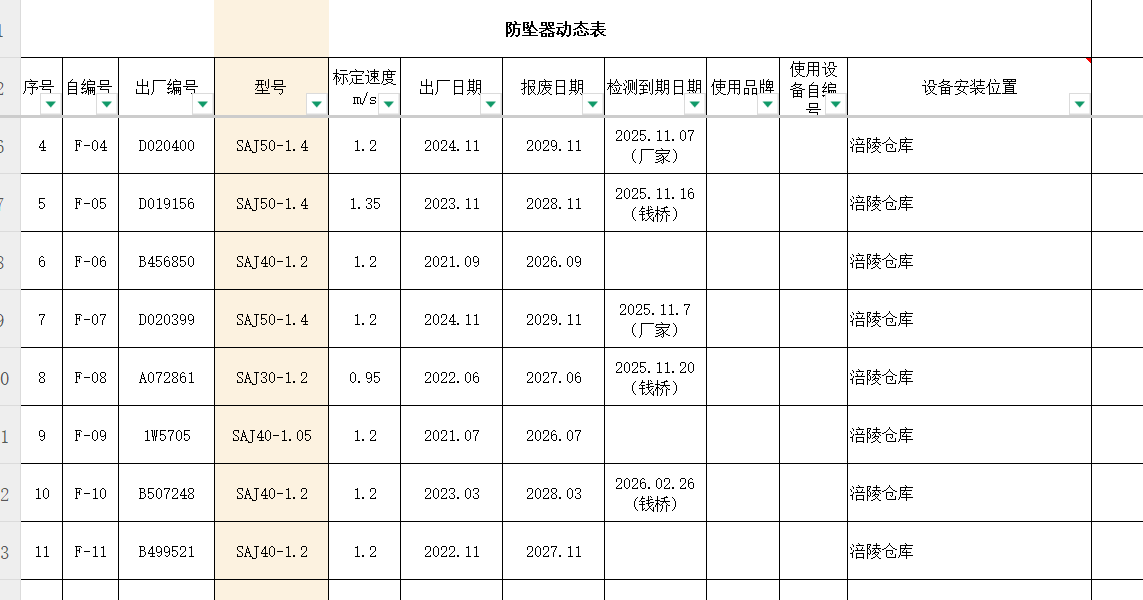 防坠器动态表
序号 自编号 出厂编号 型号 标定速度 m/s 出厂日期 报废日期 检测到期日期 使用品牌 使用设备自编号 设备安装位置
4 F-04 D020400 SAJ50-1.4 1.2 2024.11 2029.11 2025.11.07 (厂家) 涪陵仓库
5 F-05 D019156 SAJ50-1.4 1.35 2023.11 2028.11 2025.11.16 (钱桥) 涪陵仓库
6 F-06 B456850 SAJ40-1.2 1.2 2021.09 2026.09 涪陵仓库
7 F-07 D020399 SAJ50-1.4 1.2 2024.11 2029.11 2025.11.7 (厂家) 涪陵仓库
8 F-08 A072861 SAJ30-1.2 0.95 2022.06 2027.06 2025.11.20 (钱桥) 涪陵仓库
9 F-09 1W5705 SAJ40-1.05 1.2 2021.07 2026.07 涪陵仓库
10 F-10 B507248 SAJ40-1.2 1.2 2023.03 2028.03 2026.02.26 (钱桥) 涪陵仓库
11 F-11 B499521 SAJ40-1.2 1.2 2022.11 2027.11 涪陵仓库